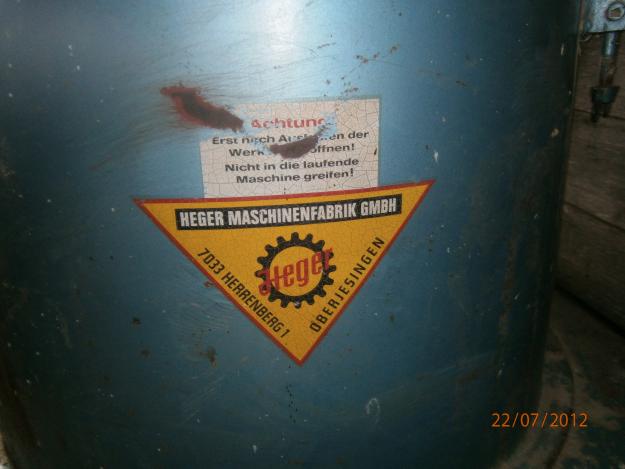 Achtung
Erst nach der
Werk öffnen!
Nicht in die laufende
Maschine greifen!
HEGER MASCHINENFABRIK GMBH
Heger
7033 HERRENBERG 1
OBERJESINGEN
22/07/2012